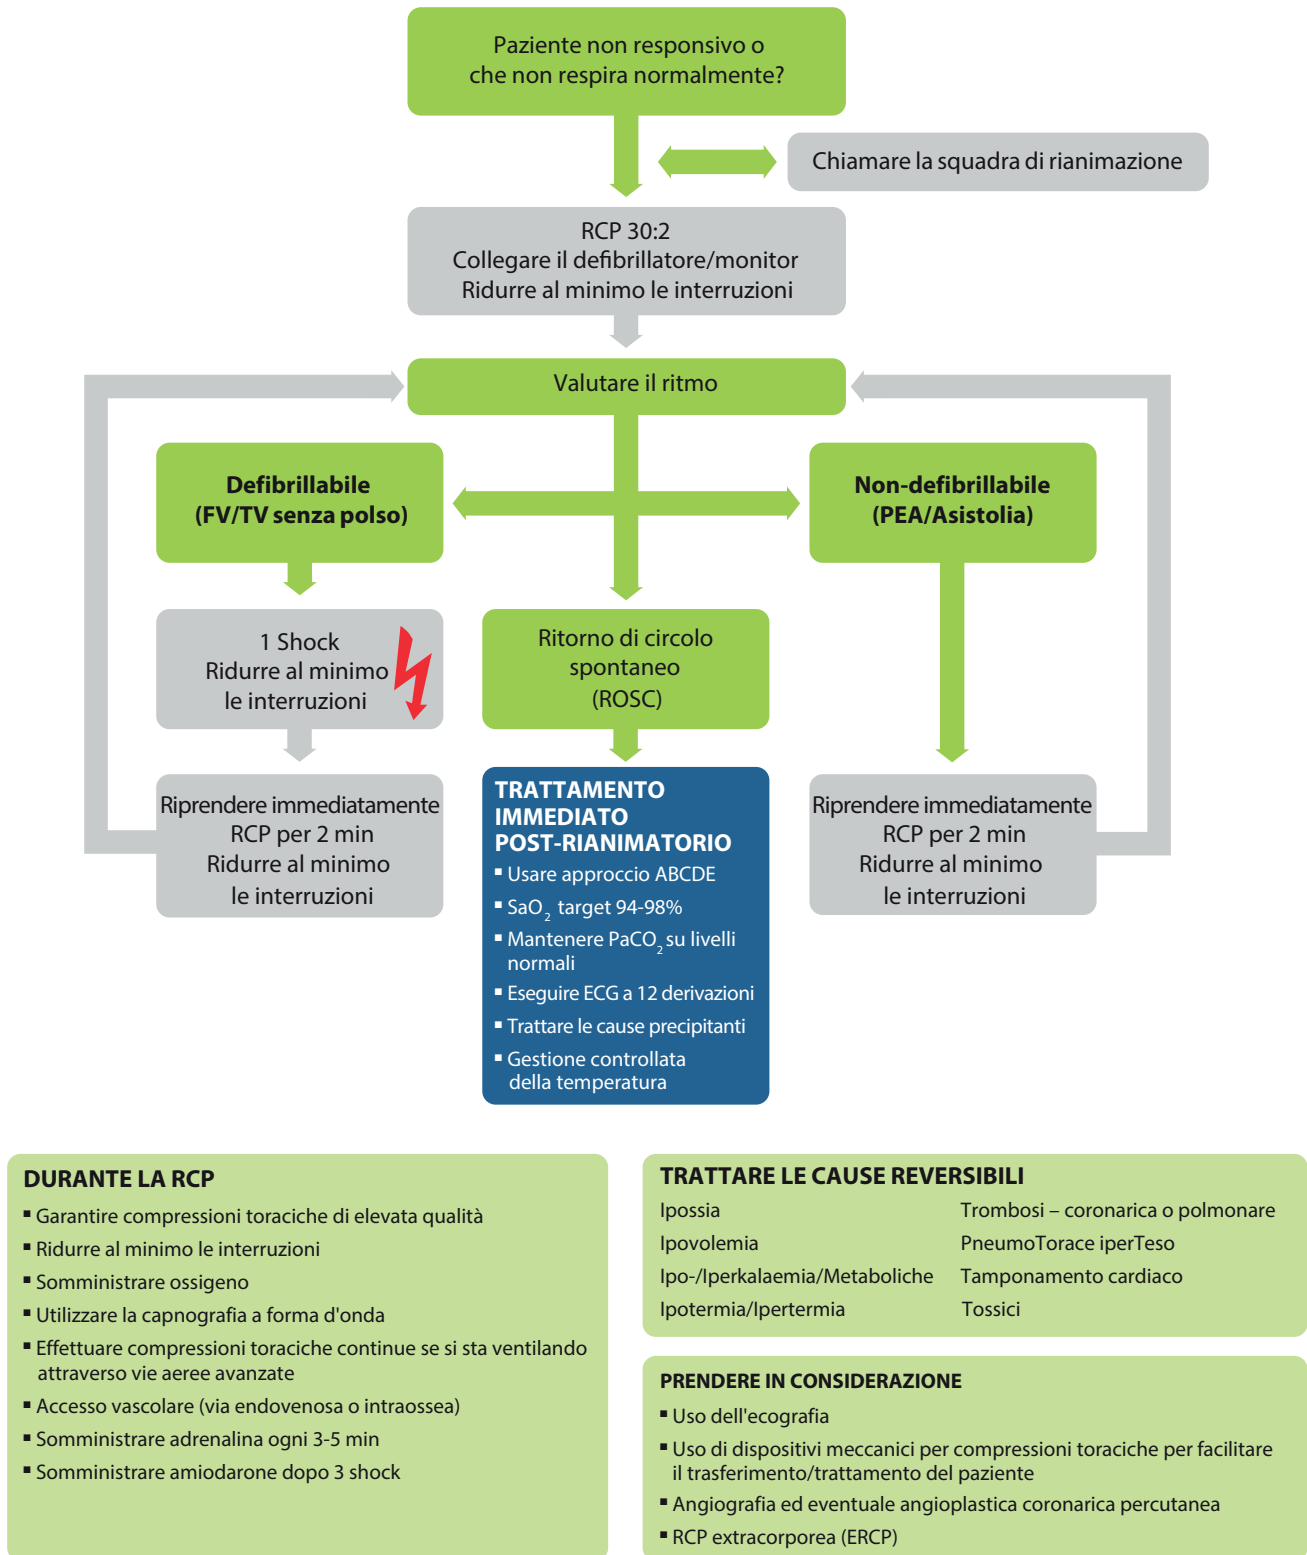 Paziente non responsivo o
che non respira normalmente?
Chiamare la squadra di rianimazione
RCP 30:2
Collegare il defibrillatore/monitor
Ridurre al minimo le interruzioni
Valutare il ritmo
Defibrillabile
(FV/TV senza polso)
Non-defibrillabile
(PEA/Asistolia)
1 Shock
Ridurre al minimo
le interruzioni
Ritorno di circolo
spontaneo
(ROSC)
Riprendere immediatamente
RCP per 2 min
Ridurre al minimo
le interruzioni
TRATTAMENTO
IMMEDIATO
POST-RIANIMATORIO
▪ Usare approccio ABCDE
▪ SaO₂ target 94-98%
▪ Mantenere PaCO₂ su livelli
normali
▪ Eseguire ECG a 12 derivazioni
▪ Trattare le cause precipitanti
▪ Gestione controllata
della temperatura
Riprendere immediatamente
RCP per 2 min
Ridurre al minimo
le interruzioni
DURANTE LA RCP
▪ Garantire compressioni toraciche di elevata qualità
▪ Ridurre al minimo le interruzioni
▪ Somministrare ossigeno
▪ Utilizzare la capnografia a forma d'onda
▪ Effettuare compressioni toraciche continue se si sta ventilando
attraverso vie aeree avanzate
▪ Accesso vascolare (via endovenosa o intraossea)
▪ Somministrare adrenalina ogni 3-5 min
▪ Somministrare amiodarone dopo 3 shock
TRATTARE LE CAUSE REVERSIBILI
Ipossia
Ipovolemia
Ipo-/Iperkalaemia/Metaboliche
Ipotermia/Ipertermia
Trombosi – coronarica o polmonare
PneumoTorace iperTeso
Tamponamento cardiaco
Tossici
PRENDERE IN CONSIDERAZIONE
▪ Uso dell'ecografia
▪ Uso di dispositivi meccanici per compressioni toraciche per facilitare
il trasferimento/trattamento del paziente
▪ Angiografia ed eventuale angioplastica coronarica percutanea
▪ RCP extracorporea (ERCP)